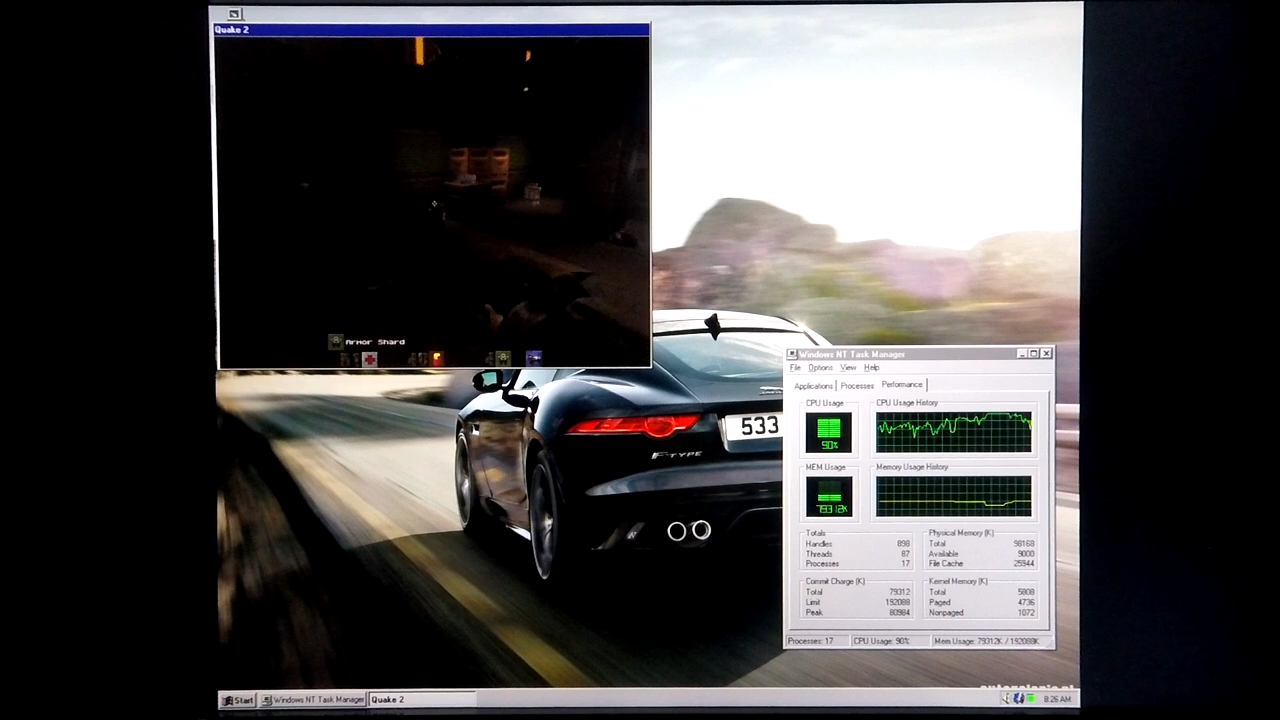 Quake 2
Armor Shard
533
F-TYPE
Windows NT Task Manager
File Options View Help
Applications Processes Performance
CPU Usage CPU Usage History
90%
MEM Usage Memory Usage History
79312K
Totals Physical Memory (K)
Handles 898 Total 98168
Threads 87 Available 9000
Processes 17 File Cache 25944
Commit Charge (K) Kernel Memory (K)
Total 79312 Total 5808
Limit 192088 Paged 4736
Peak 80984 Nonpaged 1072
Processes: 17 CPU Usage: 90% Mem Usage: 79312K / 192088K
Start Windows NT Task Manager Quake 2 8:26 AM